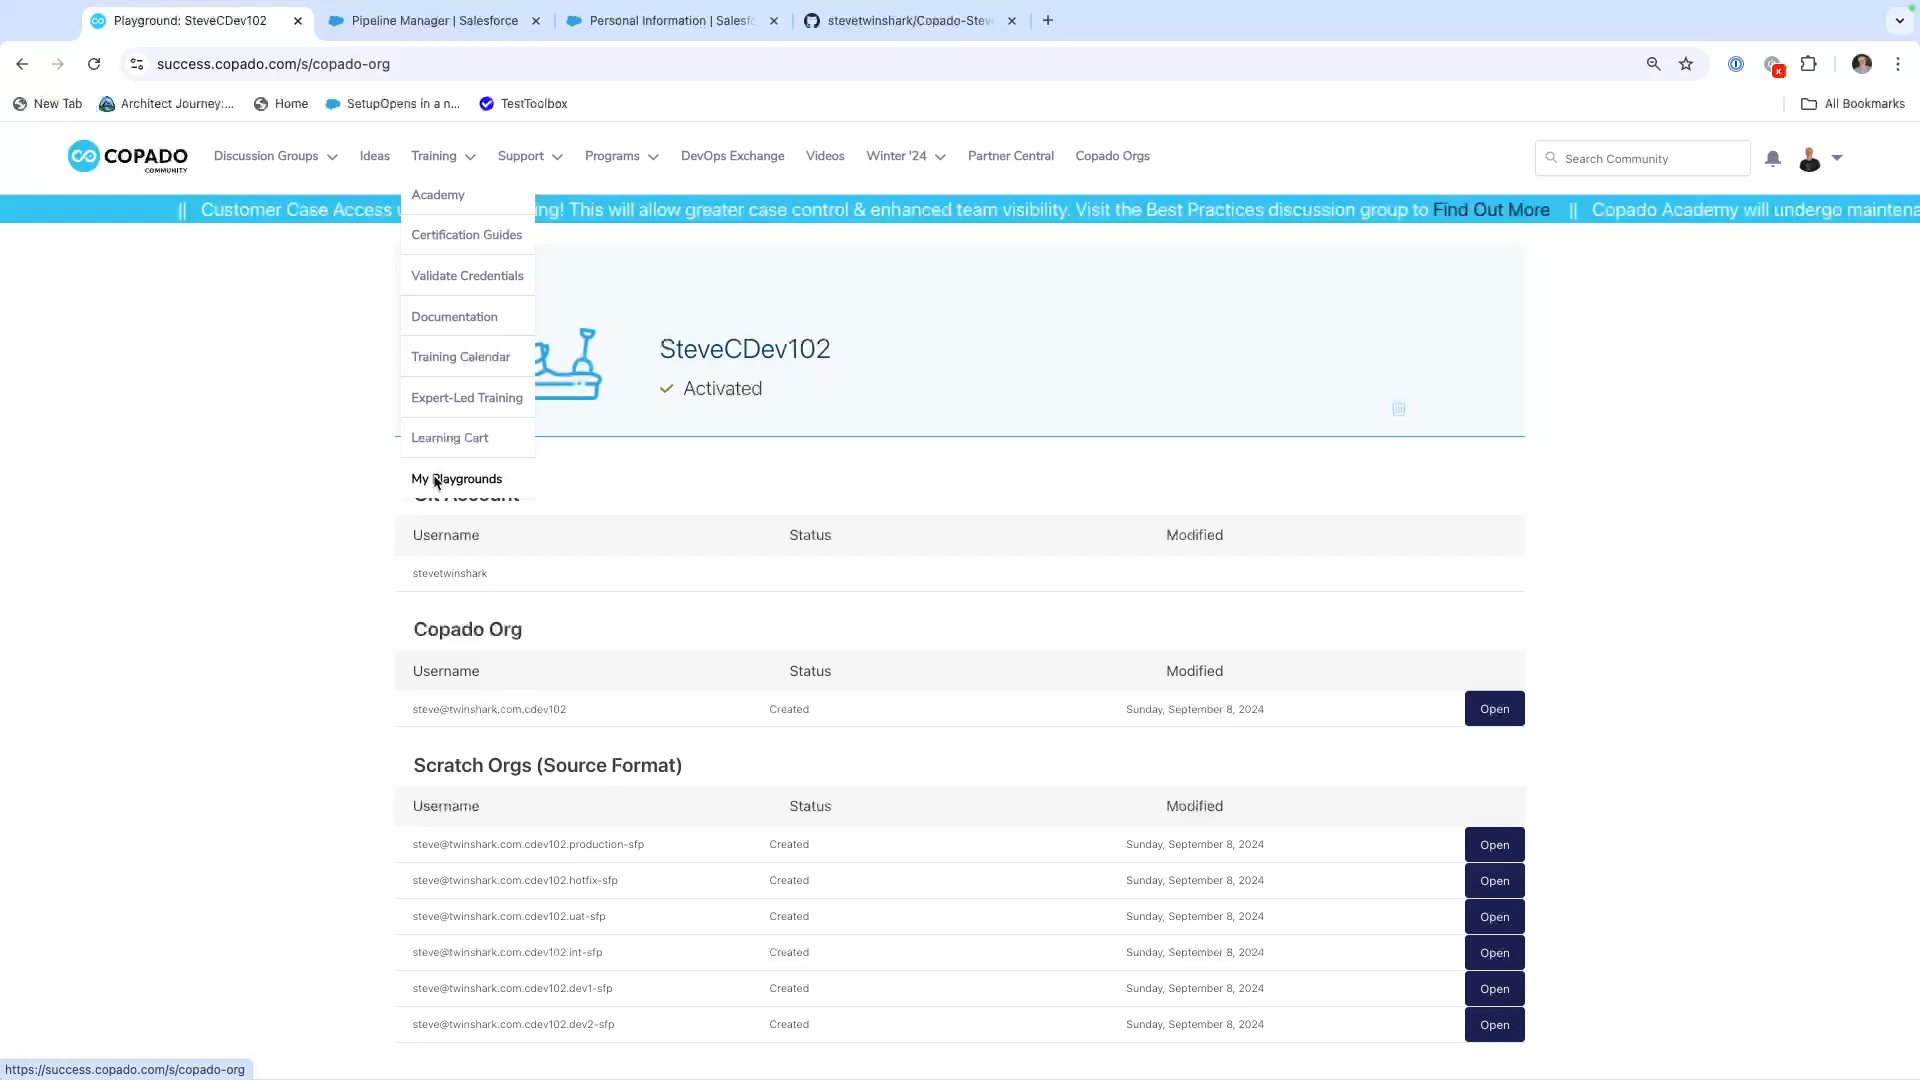 Playground: SteveCDev102
Pipeline Manager | Salesforce
Personal Information | Salesfo
stevetwinshark/Copado-Steve
success.copado.com/s/copado-org
New Tab
Architect Journey:...
Home
SetupOpens in a n...
TestToolbox
All Bookmarks
COPADO
COMMUNITY
Discussion Groups
Ideas
Training
Support
Programs
DevOps Exchange
Videos
Winter '24
Partner Central
Copado Orgs
Search Community
|| Customer Case Access
ing! This will allow greater case control & enhanced team visibility. Visit the Best Practices discussion group to Find Out More || Copado Academy will undergo maintena
Academy
Certification Guides
Validate Credentials
Documentation
Training Calendar
Expert-Led Training
Learning Cart
My Playgrounds
SteveCDev102
Activated
Git Account
Username Status Modified
stevetwinshark
Copado Org
Username Status Modified
steve@twinshark.com.cdev102 Created Sunday, September 8, 2024 Open
Scratch Orgs (Source Format)
Username Status Modified
steve@twinshark.com.cdev102.production-sfp Created Sunday, September 8, 2024 Open
steve@twinshark.com.cdev102.hotfix-sfp Created Sunday, September 8, 2024 Open
steve@twinshark.com.cdev102.uat-sfp Created Sunday, September 8, 2024 Open
steve@twinshark.com.cdev102.int-sfp Created Sunday, September 8, 2024 Open
steve@twinshark.com.cdev102.dev1-sfp Created Sunday, September 8, 2024 Open
steve@twinshark.com.cdev102.dev2-sfp Created Sunday, September 8, 2024 Open
https://success.copado.com/s/copado-org